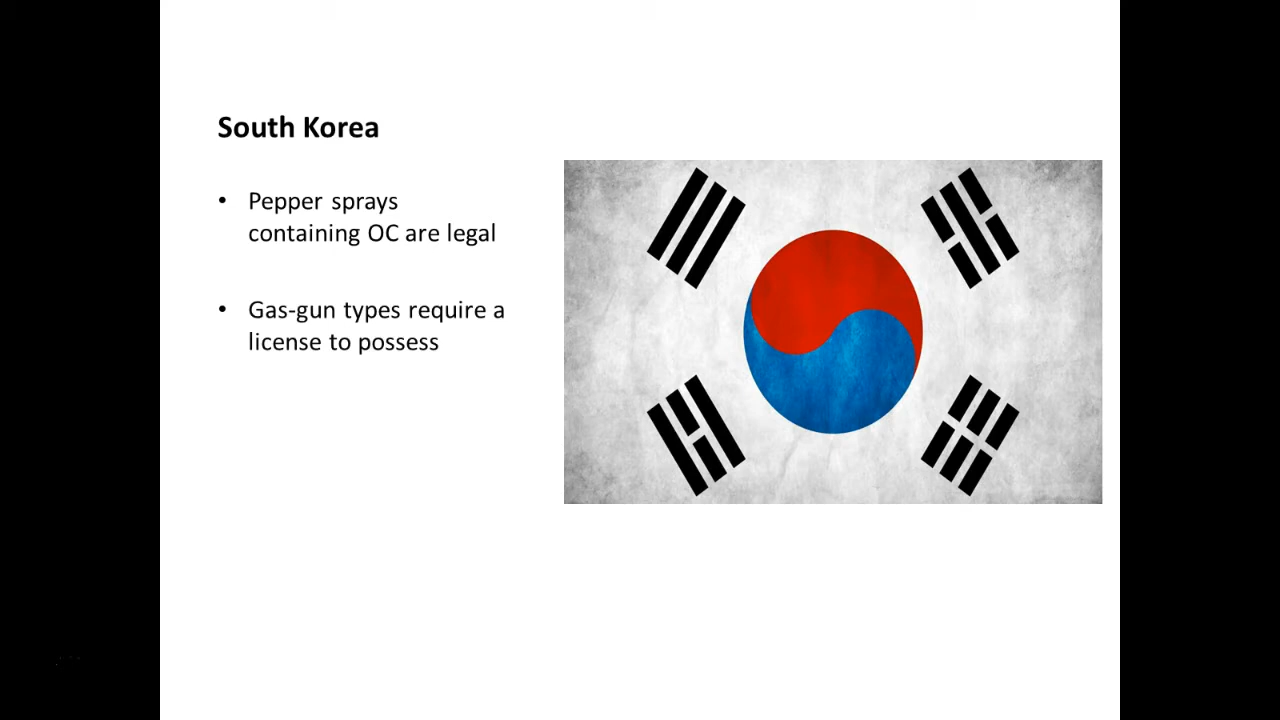 South Korea
• Pepper sprays
containing OC are legal
• Gas-gun types require a
license to possess